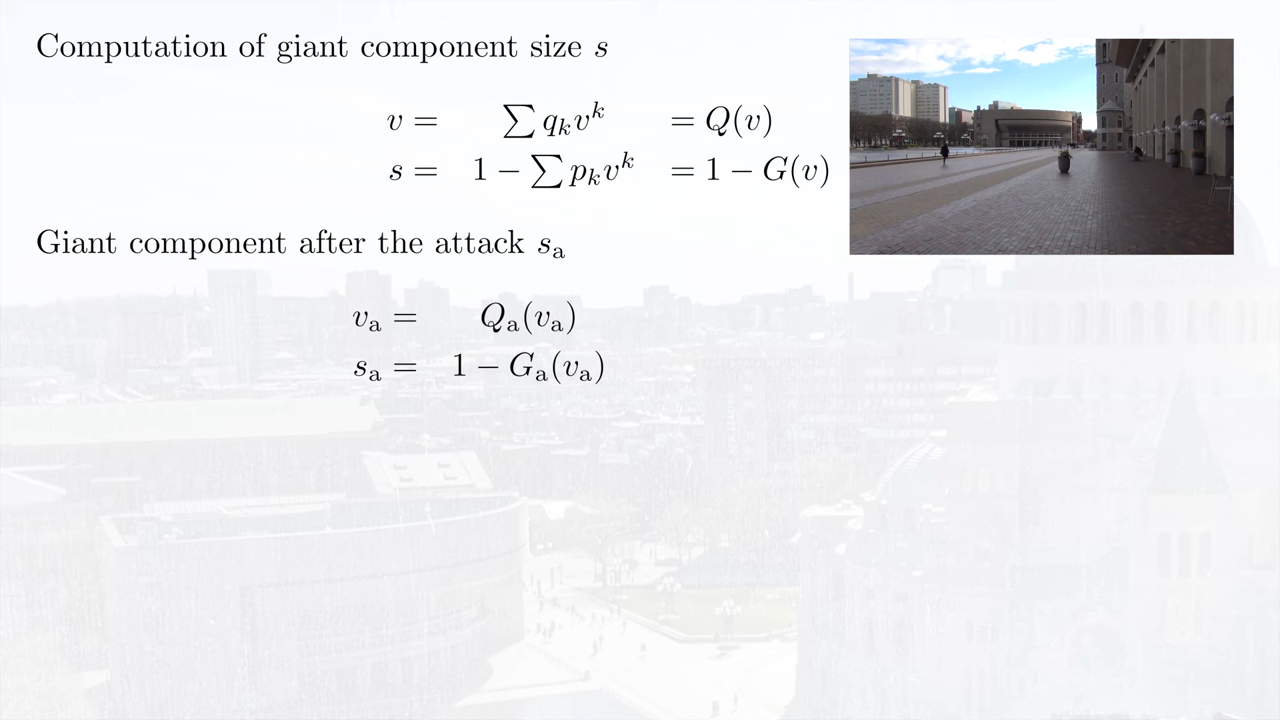 Computation of giant component size s
v = ∑ q_k v^k = Q(v)
s = 1 − ∑ p_k v^k = 1 − G(v)
Giant component after the attack s_a
v_a = Q_a(v_a)
s_a = 1 − G_a(v_a)